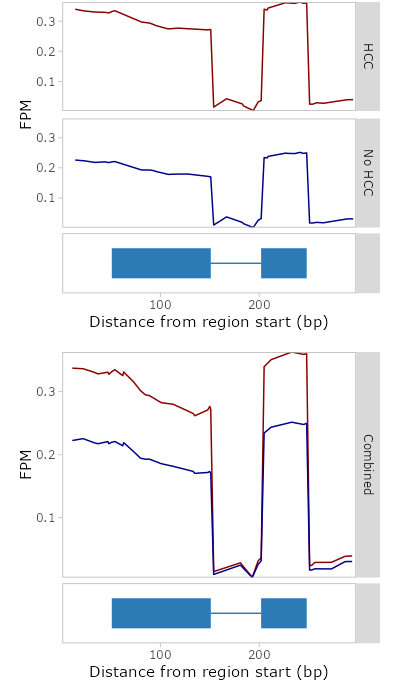 0.3
0.2
0.1
HCC
FPM
0.3
0.2
0.1
No HCC
100
200
Distance from region start (bp)
0.3
0.2
0.1
FPM
Combined
100
200
Distance from region start (bp)